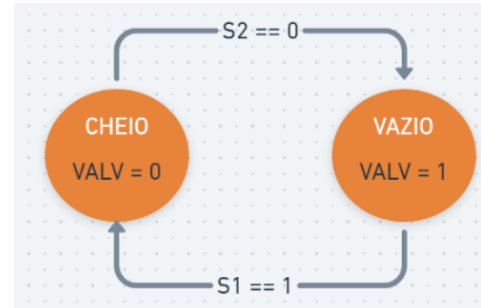 S2 == 0
CHEIO
VALV = 0
VAZIO
VALV = 1
S1 == 1